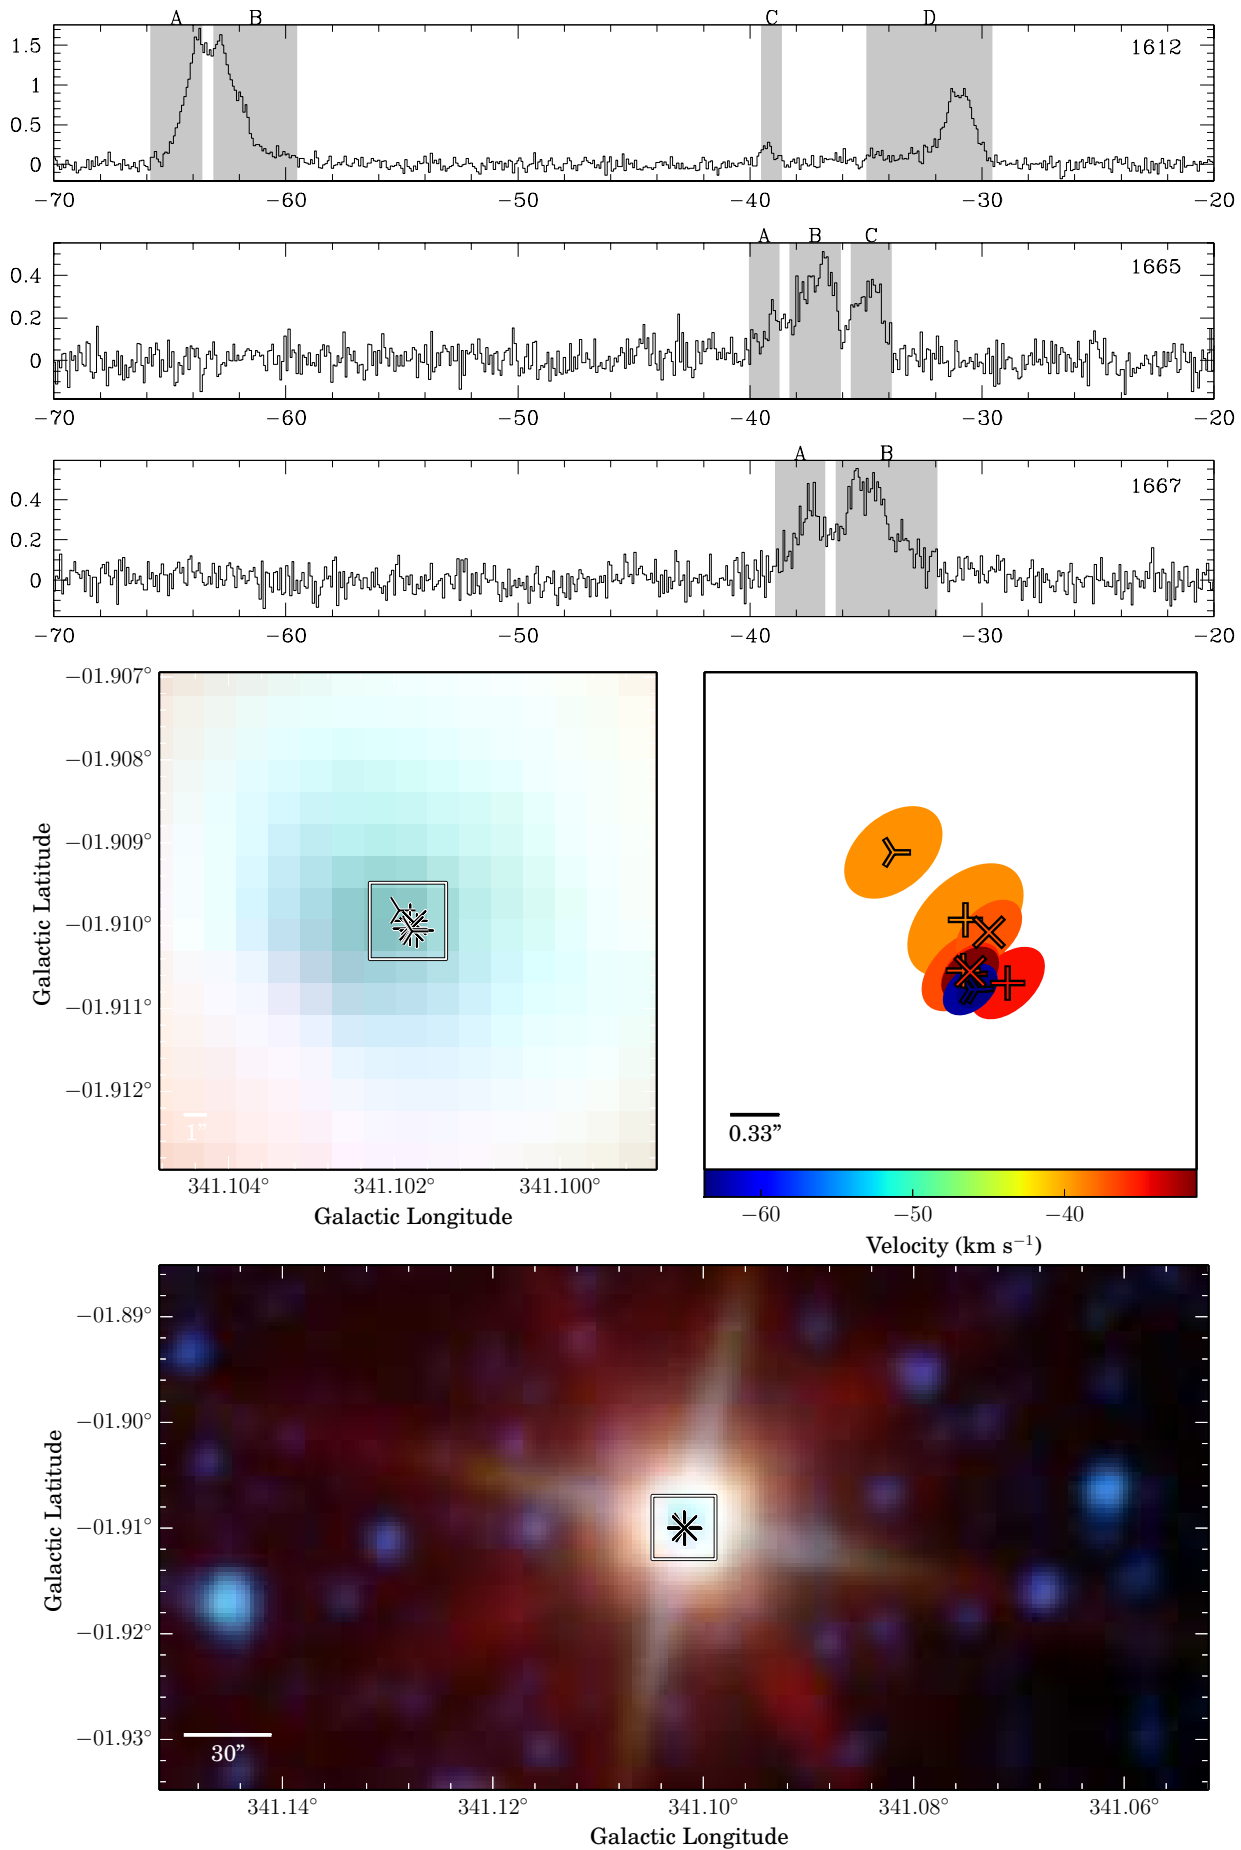 A B C D
1612
1.5
1
0.5
0
−70 −60 −50 −40 −30 −20
A B C
1665
0.4
0.2
0
−70 −60 −50 −40 −30 −20
A B
1667
0.4
0.2
0
−70 −60 −50 −40 −30 −20
−01.907°
−01.908°
−01.909°
−01.910°
−01.911°
−01.912°
Galactic Latitude
1”
341.104° 341.102° 341.100°
Galactic Longitude
0.33”
−60 −50 −40
Velocity (km s⁻¹)
−01.89°
−01.90°
−01.91°
−01.92°
−01.93°
Galactic Latitude
30”
341.14° 341.12° 341.10° 341.08° 341.06°
Galactic Longitude